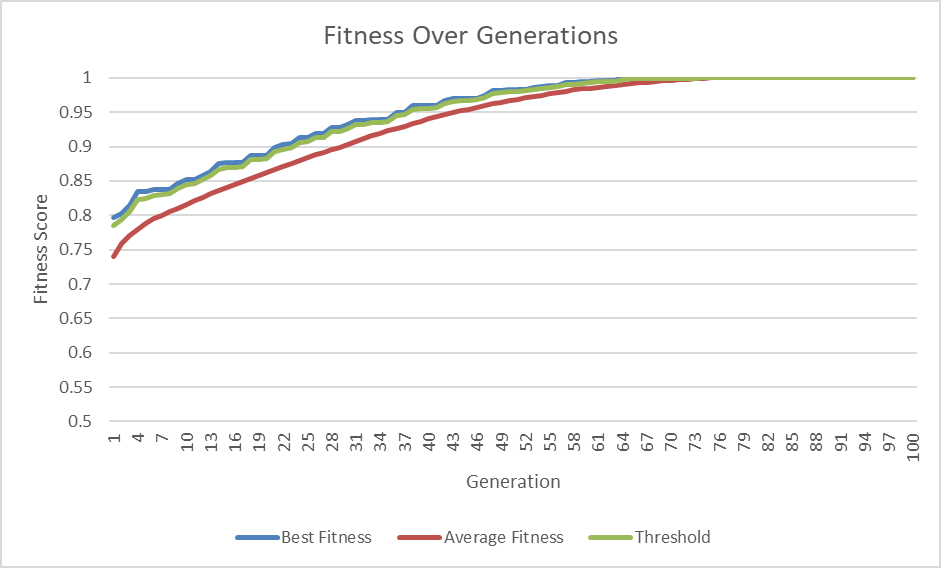 Fitness Over Generations
1
0.95
0.9
0.85
0.8
0.75
0.7
0.65
0.6
0.55
0.5
Fitness Score
1 4 7 10 13 16 19 22 25 28 31 34 37 40 43 46 49 52 55 58 61 64 67 70 73 76 79 82 85 88 91 94 97 100
Generation
Best Fitness Average Fitness Threshold